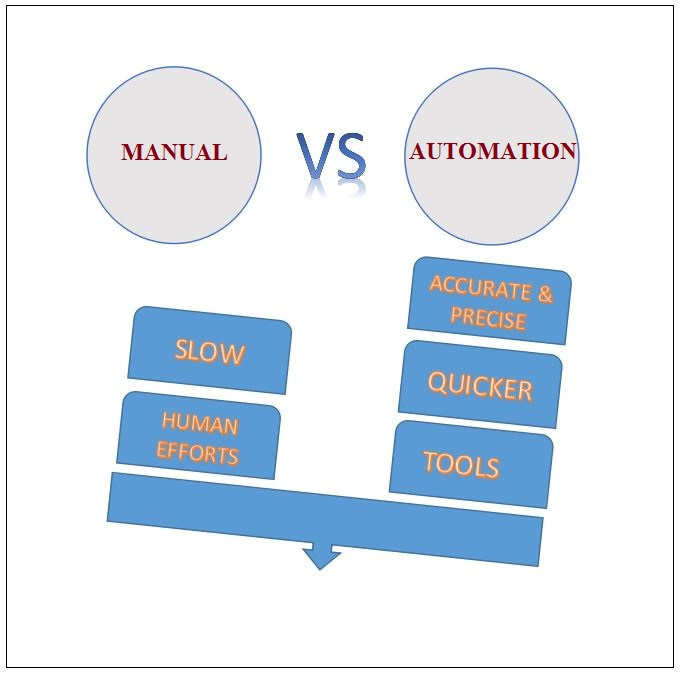 MANUAL
VS
AUTOMATION
SLOW
HUMAN
EFFORTS
ACCURATE &
PRECISE
QUICKER
TOOLS